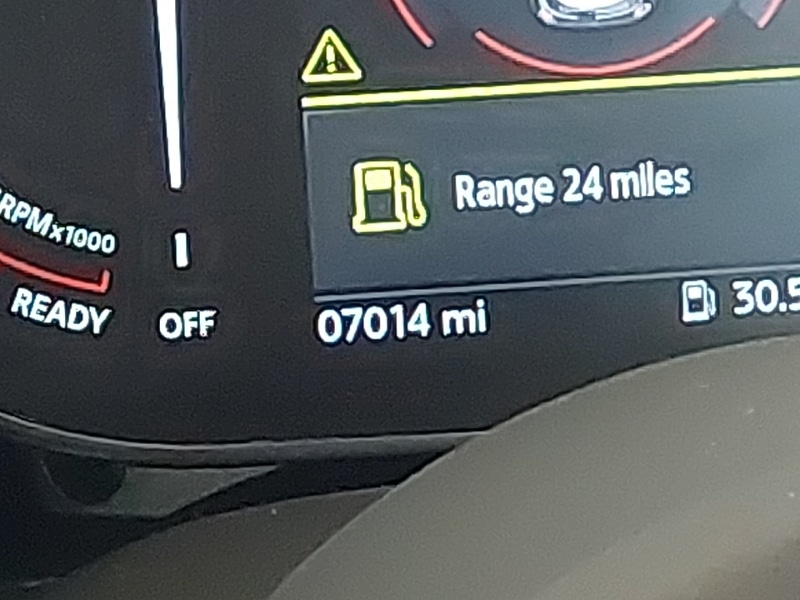 Range 24 miles
RPMx1000
READY
OFF
07014 mi
30.5